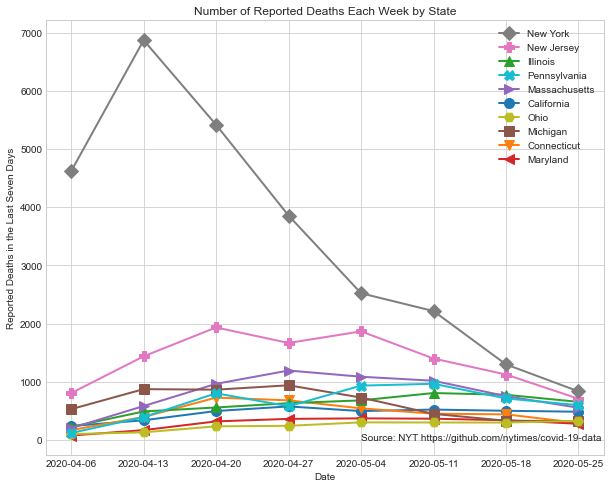 Number of Reported Deaths Each Week by State
New York
New Jersey
Illinois
Pennsylvania
Massachusetts
California
Ohio
Michigan
Connecticut
Maryland
Reported Deaths in the Last Seven Days
7000
6000
5000
4000
3000
2000
1000
0
Source: NYT https://github.com/nytimes/covid-19-data
2020-04-06 2020-04-13 2020-04-20 2020-04-27 2020-05-04 2020-05-11 2020-05-18 2020-05-25
Date